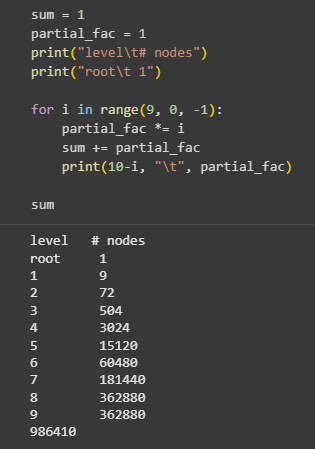 sum = 1
partial_fac = 1
print("level\t# nodes")
print("root\t 1")
for i in range(9, 0, -1):
    partial_fac *= i
    sum += partial_fac
    print(10-i, "\t", partial_fac)
sum
level   # nodes
root     1
1        9
2        72
3        504
4        3024
5        15120
6        60480
7        181440
8        362880
9        362880
986410